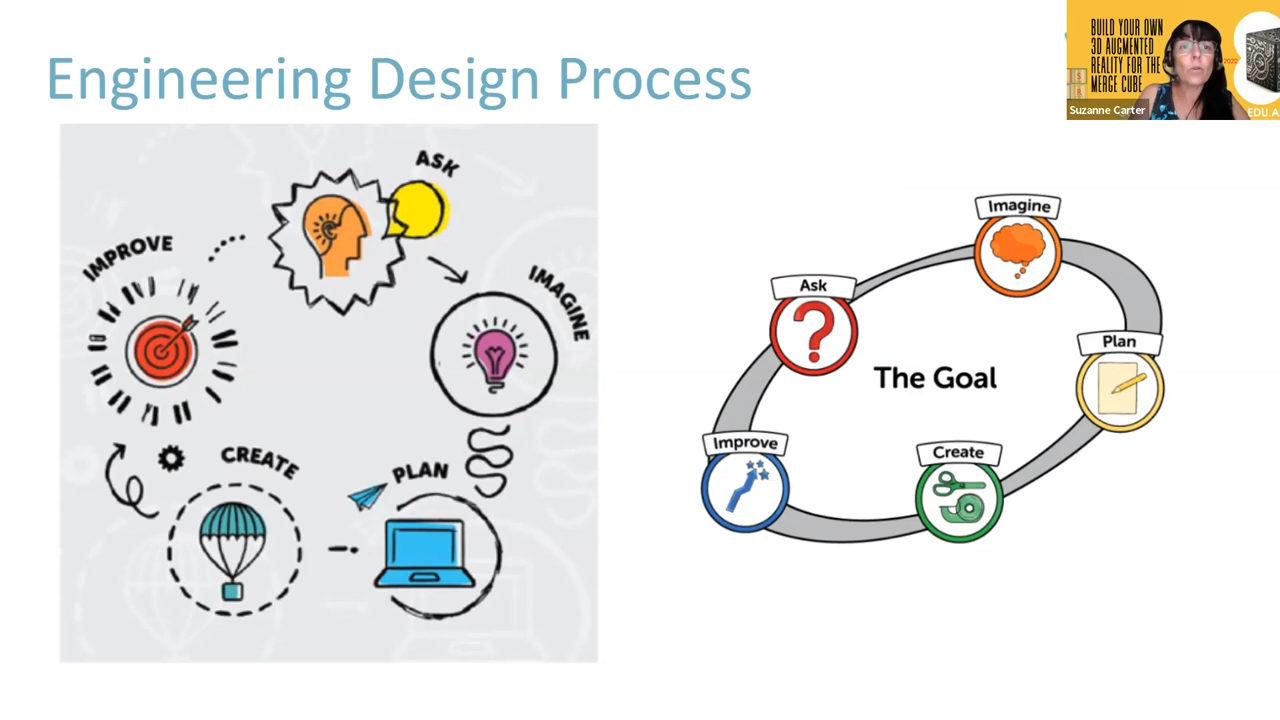 Engineering Design Process
ASK
IMPROVE
IMAGINE
CREATE
PLAN
Imagine
Ask
Plan
The Goal
Improve
Create
BUILD YOUR OWN
3D AUGMENTED
REALITY FOR THE
MERGE CUBE
2022
Suzanne Carter
EDU.A